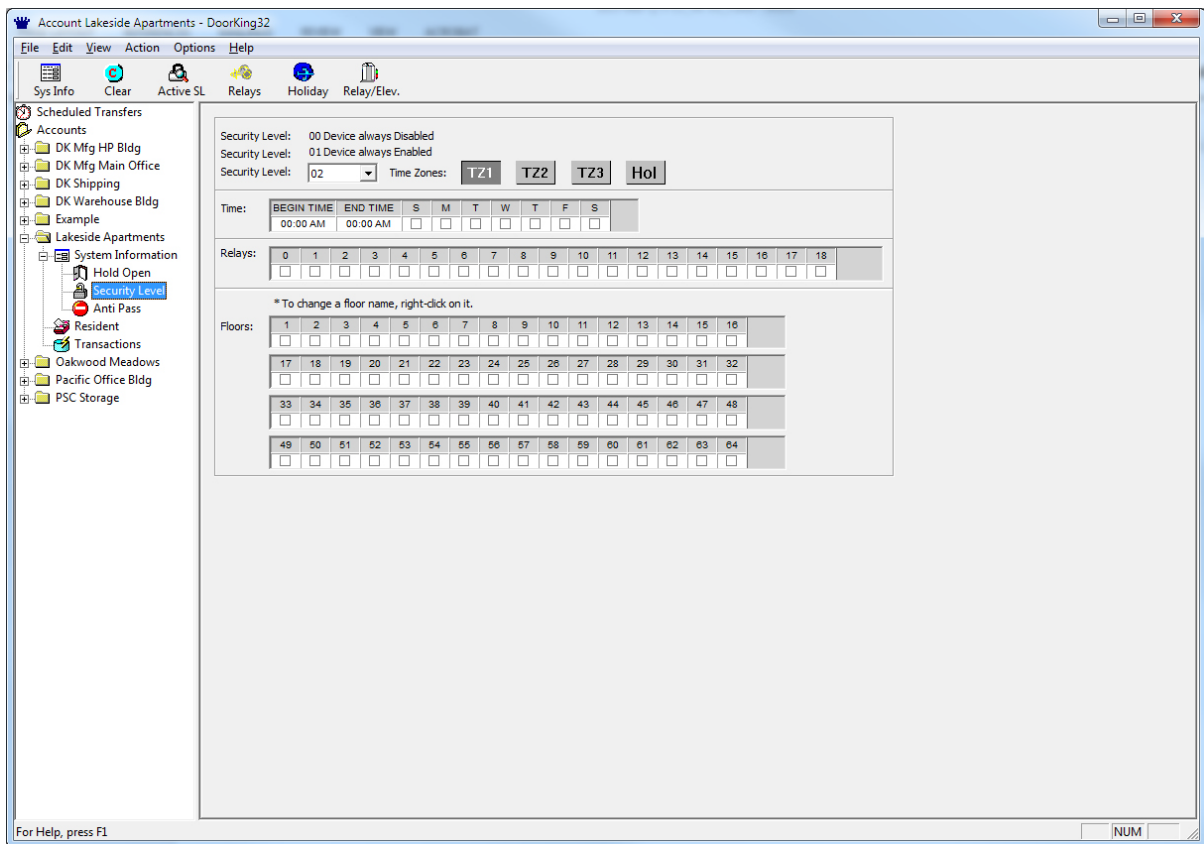 Account Lakeside Apartments - DoorKing32
File Edit View Action Options Help
Sys Info Clear Active SL Relays Holiday Relay/Elev.
Scheduled Transfers
Accounts
DK Mfg HP Bldg
DK Mfg Main Office
DK Shipping
DK Warehouse Bldg
Example
Lakeside Apartments
System Information
Hold Open
Security Level
Anti Pass
Resident
Transactions
Oakwood Meadows
Pacific Office Bldg
PSC Storage
Security Level: 00 Device always Disabled
Security Level: 01 Device always Enabled
Security Level: 02 Time Zones: TZ1 TZ2 TZ3 Hol
Time: BEGIN TIME END TIME S M T W T F S
00:00 AM 00:00 AM
Relays: 0 1 2 3 4 5 6 7 8 9 10 11 12 13 14 15 16 17 18
* To change a floor name, right-click on it.
Floors: 1 2 3 4 5 6 7 8 9 10 11 12 13 14 15 16
17 18 19 20 21 22 23 24 25 26 27 28 29 30 31 32
33 34 35 36 37 38 39 40 41 42 43 44 45 46 47 48
49 50 51 52 53 54 55 56 57 58 59 60 61 62 63 64
For Help, press F1 NUM